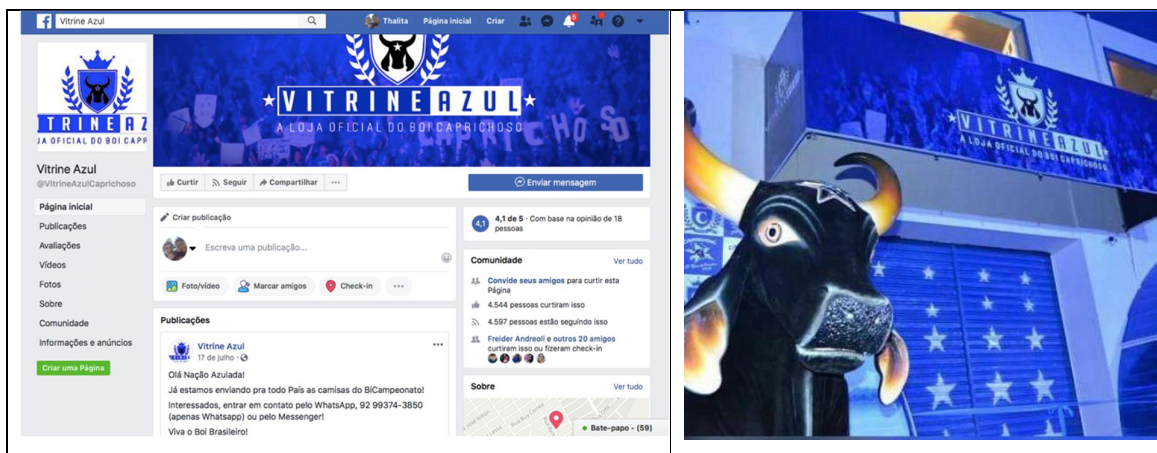 Vitrine Azul
Thalita
Página inicial
Criar
VITRINE AZUL
A LOJA OFICIAL DO BOI CAPRICHOSO
TRINE AZ
JA OFICIAL DO BOI CAPR
Vitrine Azul
@VitrineAzulCaprichoso
Página inicial
Publicações
Avaliações
Vídeos
Fotos
Sobre
Comunidade
Informações e anúncios
Criar uma Página
Curtir
Seguir
Compartilhar
Enviar mensagem
Criar publicação
Escreva uma publicação...
Foto/vídeo
Marcar amigos
Check-in
Publicações
Vitrine Azul
17 de julho
Olá Nação Azulada!
Já estamos enviando pra todo País as camisas do BiCampeonato!
Interessados, entrar em contato pelo WhatsApp, 92 99374-3850
(apenas Whatsapp) ou pelo Messenger!
Viva o Boi Brasileiro!
4,1
4,1 de 5 · Com base na opinião de 18
pessoas
Comunidade
Ver tudo
Convide seus amigos para curtir esta
Página
4.544 pessoas curtiram isso
4.597 pessoas estão seguindo isso
Freider Andreoli e outros 20 amigos
curtiram isso ou fizeram check-in
Sobre
Ver tudo
Bate-papo - (59)
VITRINE AZUL
A LOJA OFICIAL DO BOI CAPRICHOSO